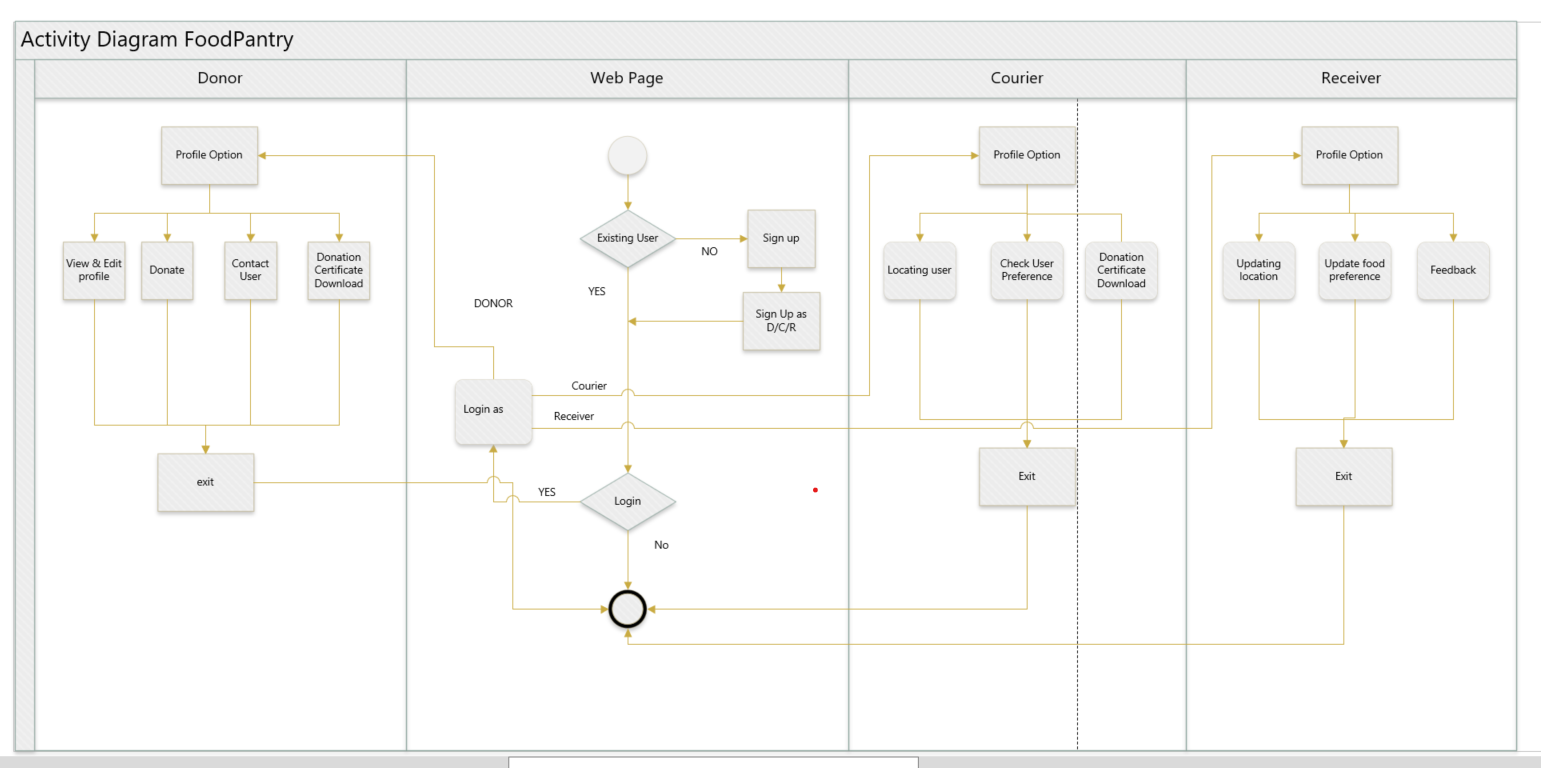 Activity Diagram FoodPantry
Donor
Web Page
Courier
Receiver
Profile Option
View & Edit
profile
Donate
Contact
User
Donation
Certificate
Download
exit
Existing User
NO
Sign up
YES
Sign Up as
D/C/R
DONOR
Login as
Courier
Receiver
YES
Login
No
Profile Option
Locating user
Check User
Preference
Donation
Certificate
Download
Exit
Profile Option
Updating
location
Update food
preference
Feedback
Exit